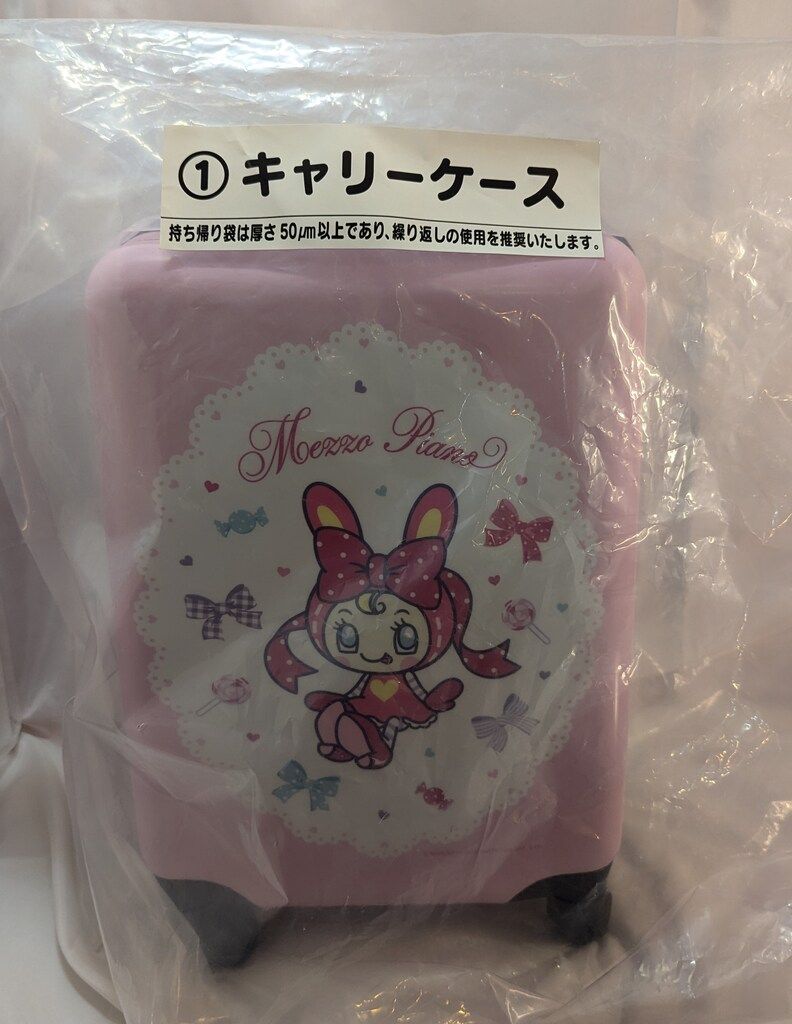 ① キャリーケース
持ち帰り袋は厚さ 50μm以上であり、繰り返しの使用を推奨いたします。
Mezzo Piano